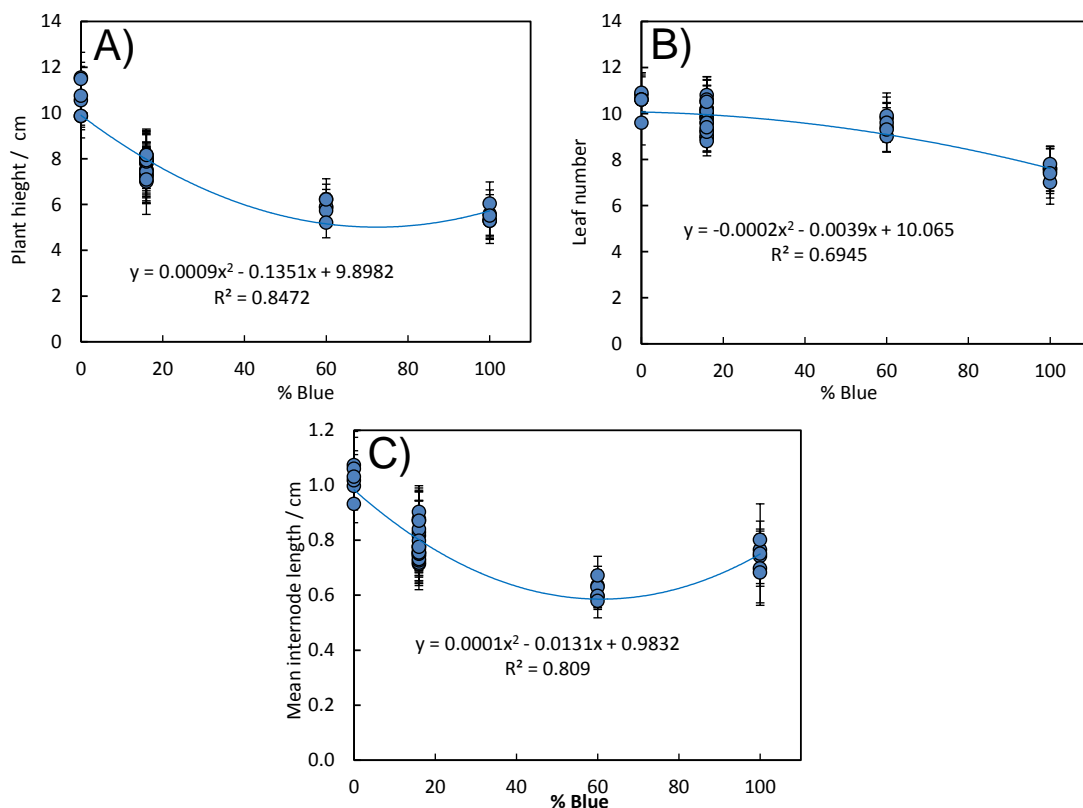 A)
14
12
10
8
6
4
2
0
Plant hieght / cm
y = 0.0009x² - 0.1351x + 9.8982
R² = 0.8472
0 20 40 60 80 100
% Blue
B)
14
12
10
8
6
4
2
0
Leaf number
y = -0.0002x² - 0.0039x + 10.065
R² = 0.6945
0 20 40 60 80 100
% Blue
C)
1.2
1.0
0.8
0.6
0.4
0.2
0.0
Mean internode length / cm
y = 0.0001x² - 0.0131x + 0.9832
R² = 0.809
0 20 40 60 80 100
% Blue